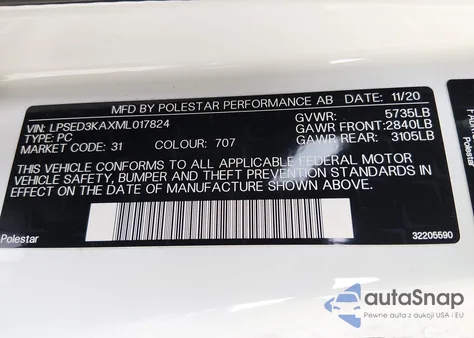 MFD BY POLESTAR PERFORMANCE AB 11/20
VIN: LPSED3KAXML017824 GVWR: 5735LB
TYPE: PC GAWR FRONT: 2840LB
MARKET CODE: 31 COLOUR: 707 GAWR REAR: 3105LB
THIS VEHICLE CONFORMS TO ALL APPLICABLE FEDERAL MOTOR
VEHICLE SAFETY, BUMPER AND THEFT PREVENTION STANDARDS
IN EFFECT ON THE DATE OF MANUFACTURE SHOWN ABOVE.
Polestar 32205590
Polestar
autoSnap
Pewne auta z aukcji USA i EU